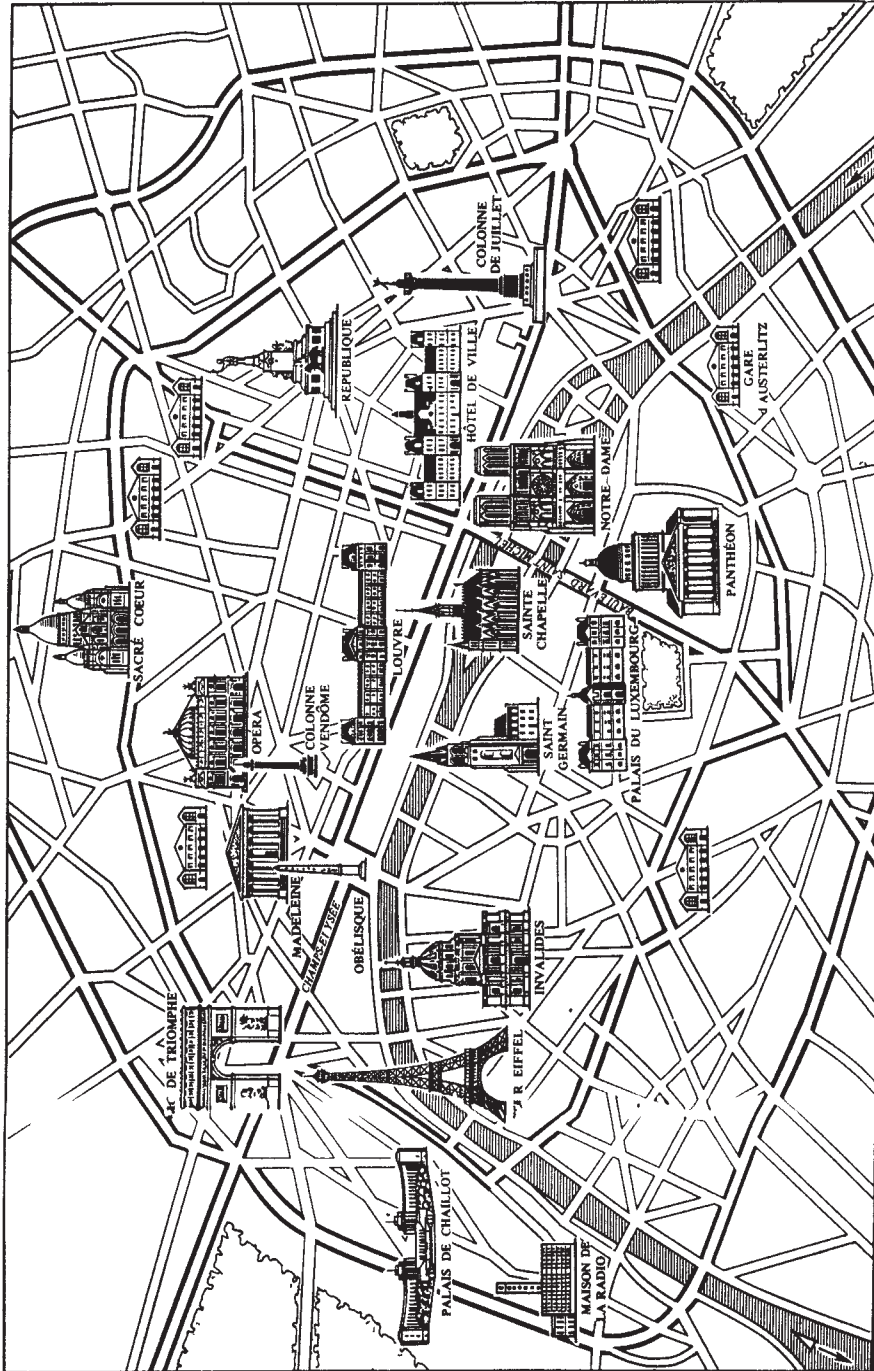 SACRÉ COEUR
ARC DE TRIOMPHE
OPÉRA
COLONNE
VENDÔME
MADELEINE
CHAMPS-ELYSÉE
OBÉLISQUE
RÉPUBLIQUE
COLONNE
DE JUILLET
HÔTEL DE VILLE
LOUVRE
PALAIS DE CHAILLOT
MAISON DE
LA RADIO
R EIFFEL
INVALIDES
SAINT
GERMAIN
SAINTE
CHAPELLE
NOTRE-DAME
PALAIS DU LUXEMBOURG
PANTHÉON
GARE
d AUSTERLITZ